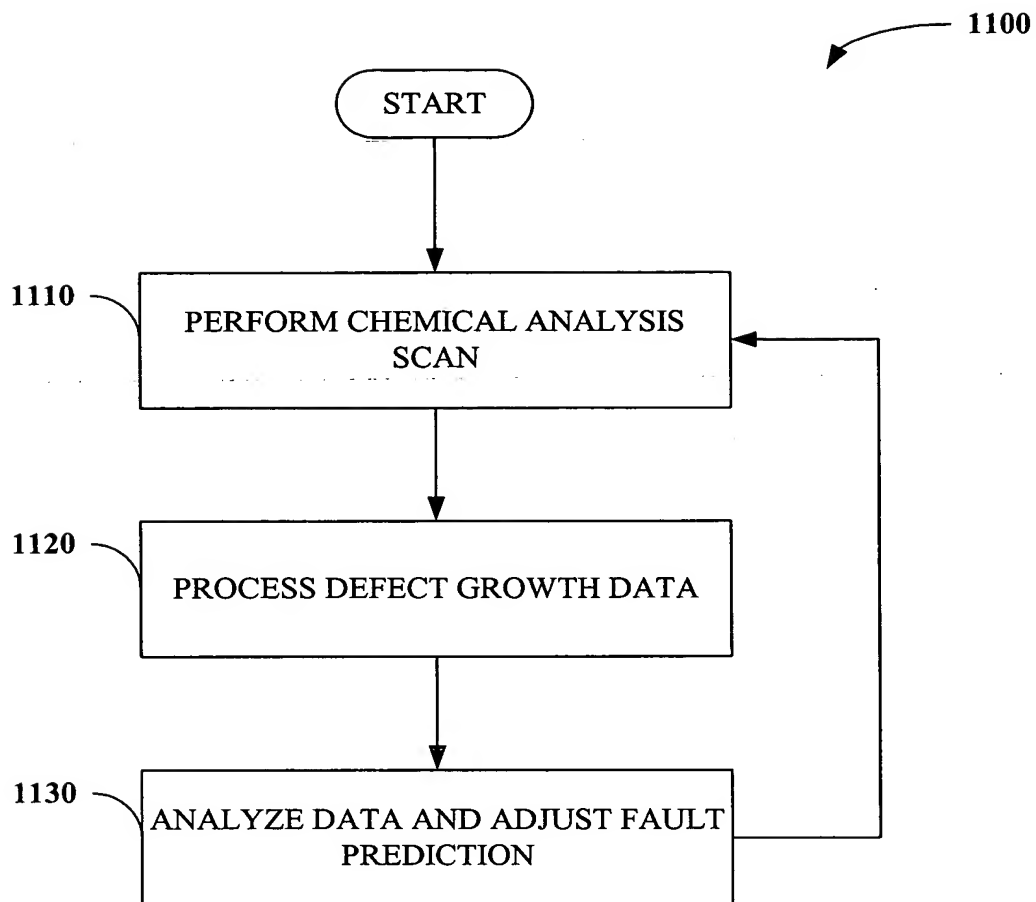 1100
START
1110
PERFORM CHEMICAL ANALYSIS
SCAN
1120
PROCESS DEFECT GROWTH DATA
1130
ANALYZE DATA AND ADJUST FAULT
PREDICTION